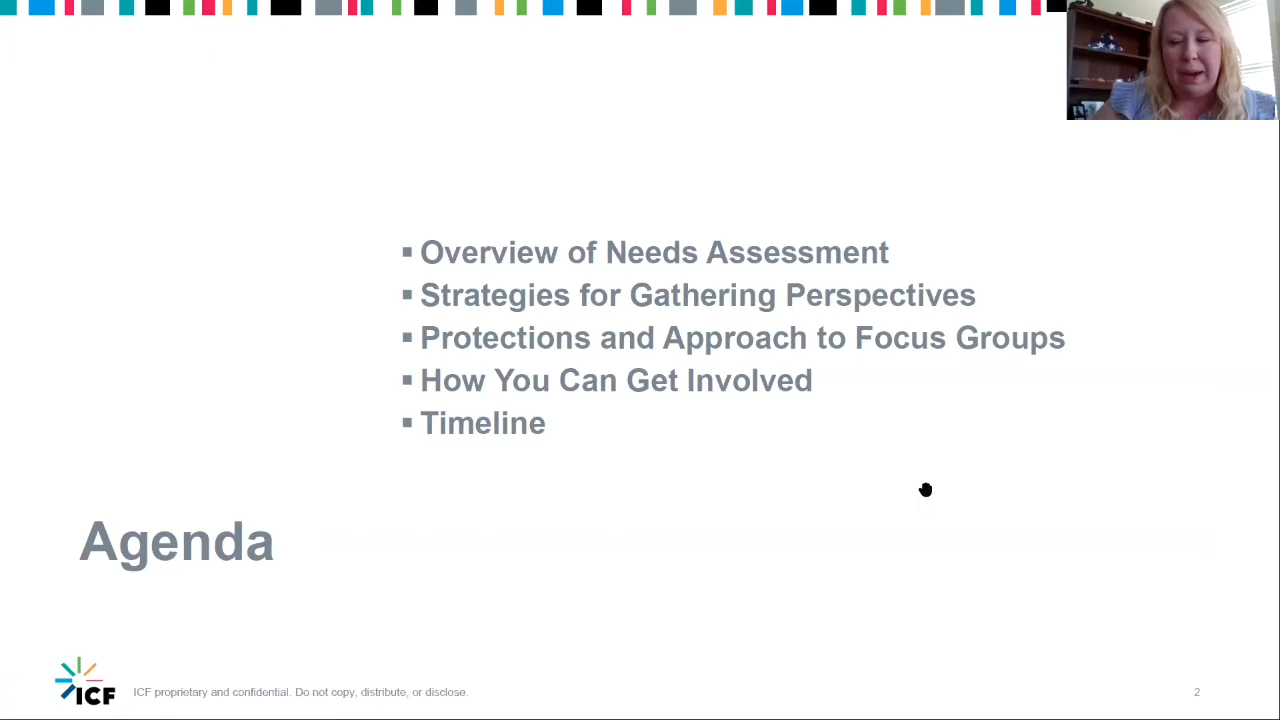 ▪ Overview of Needs Assessment
▪ Strategies for Gathering Perspectives
▪ Protections and Approach to Focus Groups
▪ How You Can Get Involved
▪ Timeline
Agenda
ICF
ICF proprietary and confidential. Do not copy, distribute, or disclose.
2